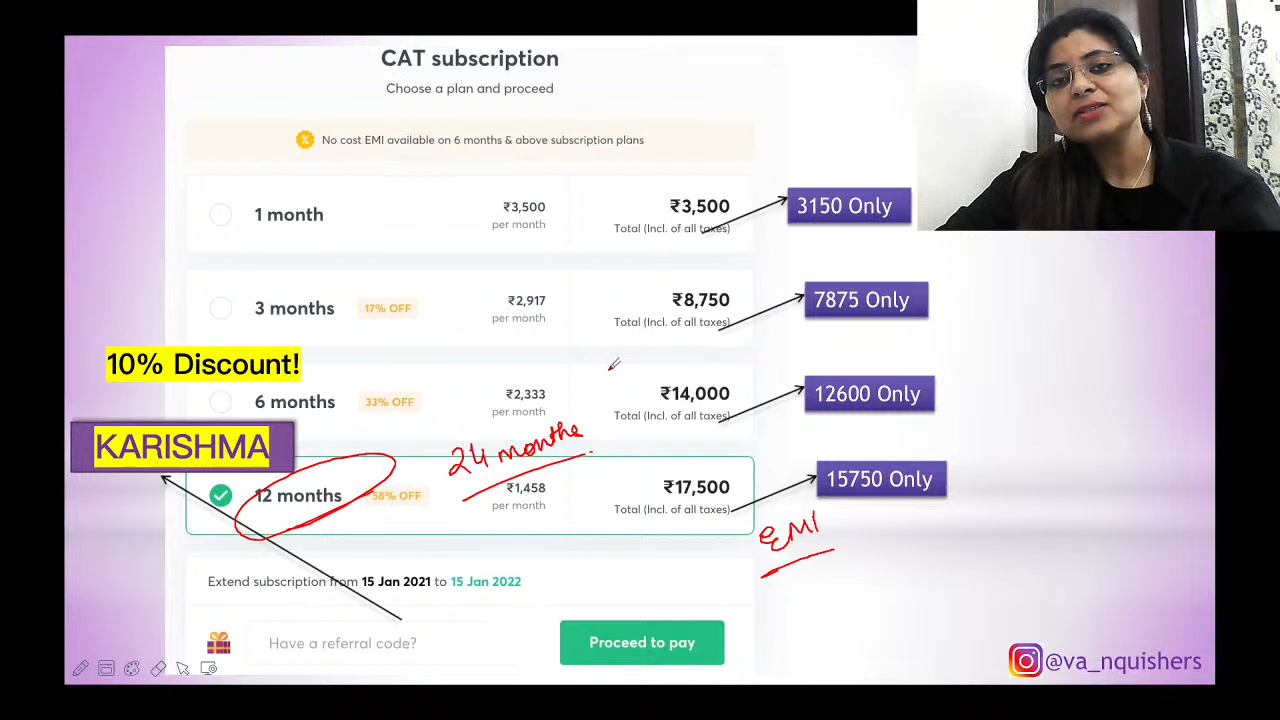 CAT subscription
Choose a plan and proceed
% No cost EMI available on 6 months & above subscription plans
1 month ₹3,500 per month ₹3,500 Total (Incl. of all taxes) 3150 Only
3 months 17% OFF ₹2,917 per month ₹8,750 Total (Incl. of all taxes) 7875 Only
10% Discount!
6 months 33% OFF ₹2,333 per month ₹14,000 Total (Incl. of all taxes) 12600 Only
KARISHMA
24 months
12 months 58% OFF ₹1,458 per month ₹17,500 Total (Incl. of all taxes) 15750 Only
EMI
Extend subscription from 15 Jan 2021 to 15 Jan 2022
Have a referral code? Proceed to pay
@va_nquishers